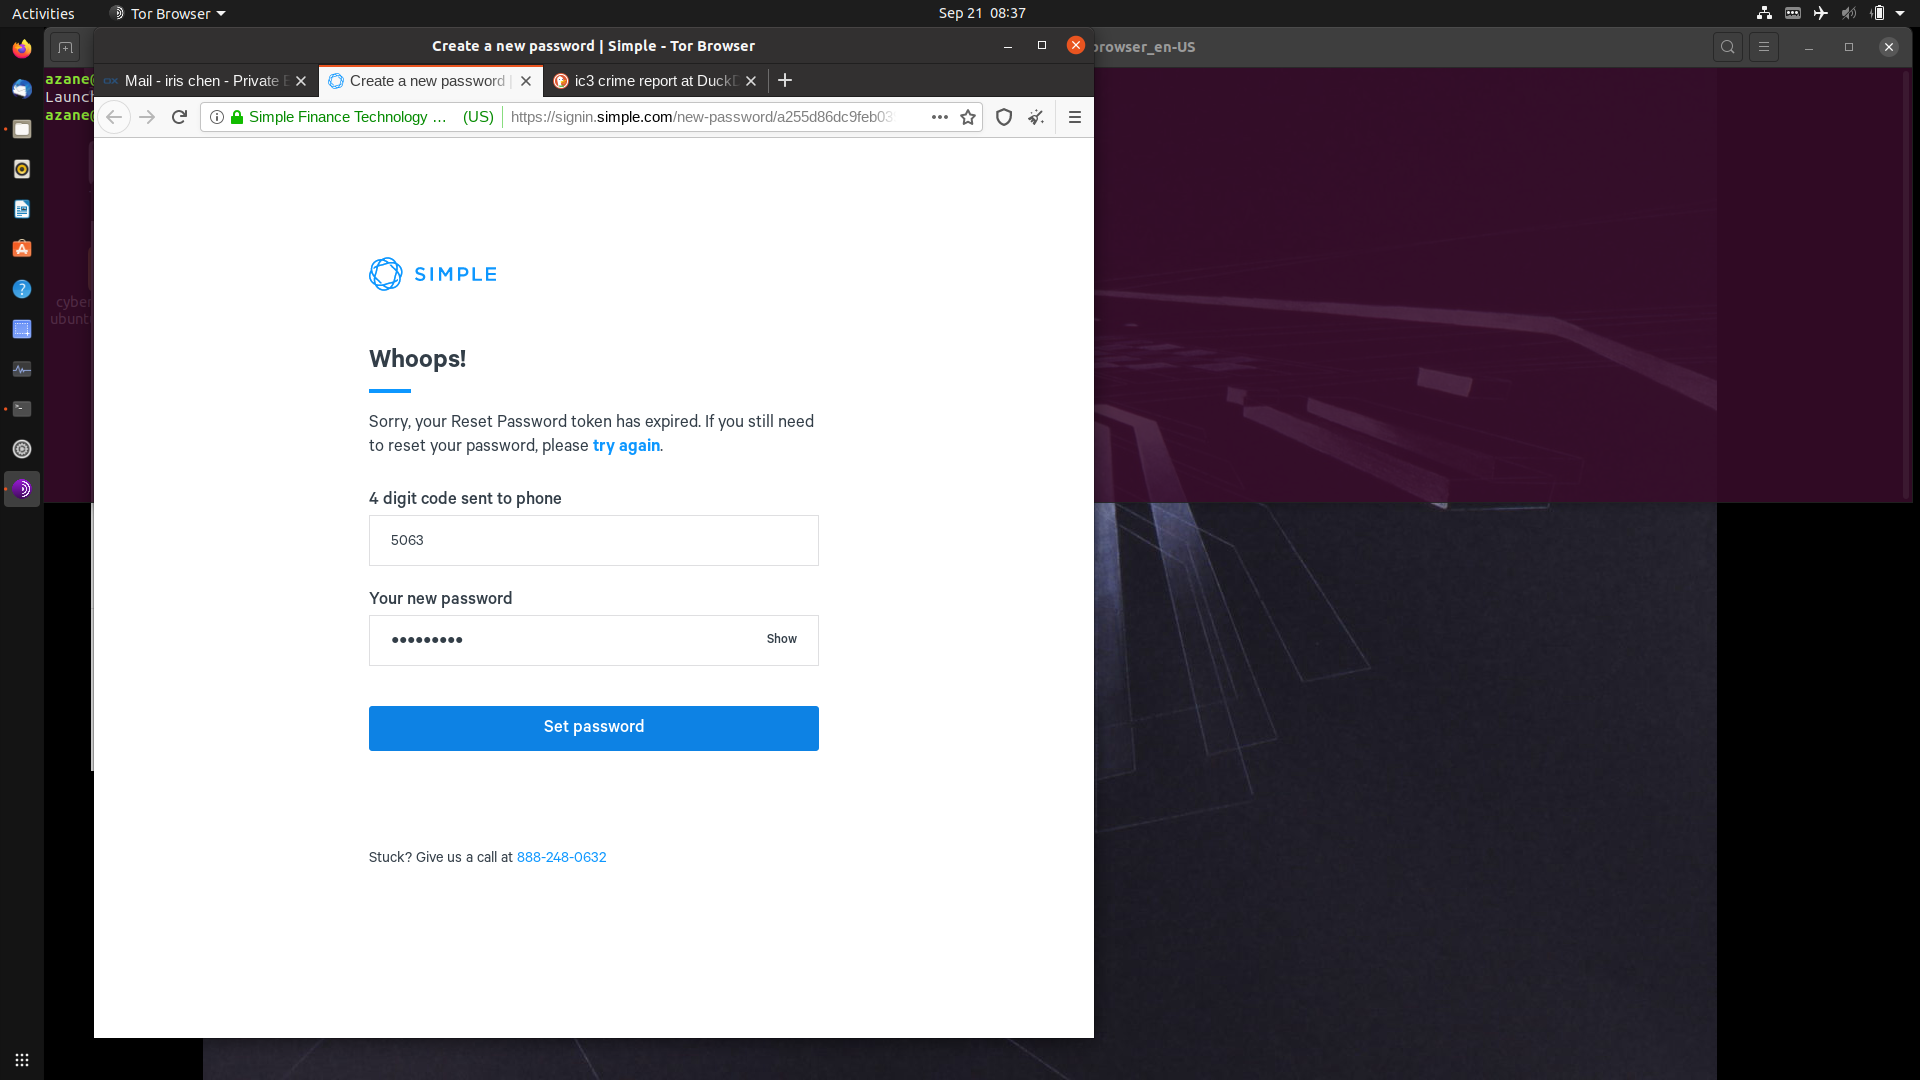 Activities
Tor Browser
Sep 21 08:37
Create a new password | Simple - Tor Browser
browser_en-US
Mail - iris chen - Private E
Create a new password |
ic3 crime report at DuckD
azane@
Launch
azane@
Simple Finance Technology … (US)
https://signin.simple.com/new-password/a255d86dc9feb03
cyber
ubunt
SIMPLE
Whoops!
Sorry, your Reset Password token has expired. If you still need
to reset your password, please try again.
4 digit code sent to phone
5063
Your new password
•••••••••
Show
Set password
Stuck? Give us a call at 888-248-0632